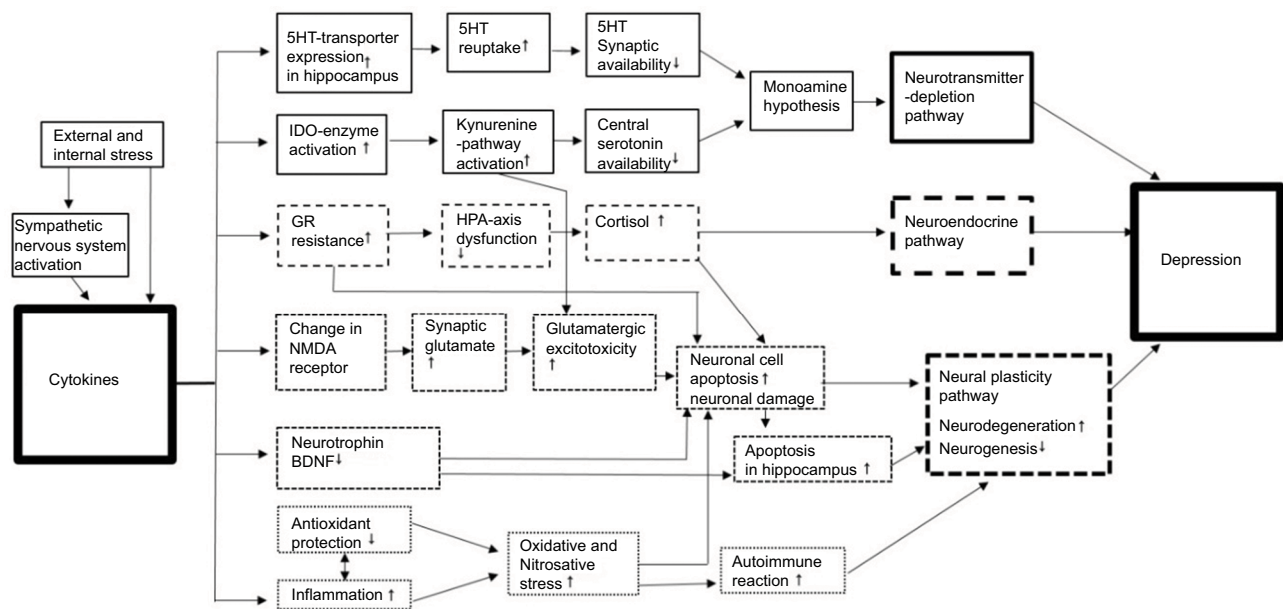 External and
internal stress
Sympathetic
nervous system
activation
Cytokines
5HT-transporter
expression↑
in hippocampus
5HT
reuptake↑
5HT
Synaptic
availability↓
Monoamine
hypothesis
Neurotransmitter
-depletion
pathway
IDO-enzyme
activation ↑
Kynurenine
-pathway
activation↑
Central
serotonin
availability↓
GR
resistance↑
HPA-axis
dysfunction
↓
Cortisol ↑
Neuroendocrine
pathway
Depression
Change in
NMDA
receptor
Synaptic
glutamate
↑
Glutamatergic
excitotoxicity
↑
Neuronal cell
apoptosis ↑
neuronal damage
Neural plasticity
pathway
Neurodegeneration↑
Neurogenesis↓
Neurotrophin
BDNF↓
Apoptosis
in hippocampus ↑
Antioxidant
protection ↓
Inflammation ↑
Oxidative and
Nitrosative
stress ↑
Autoimmune
reaction ↑